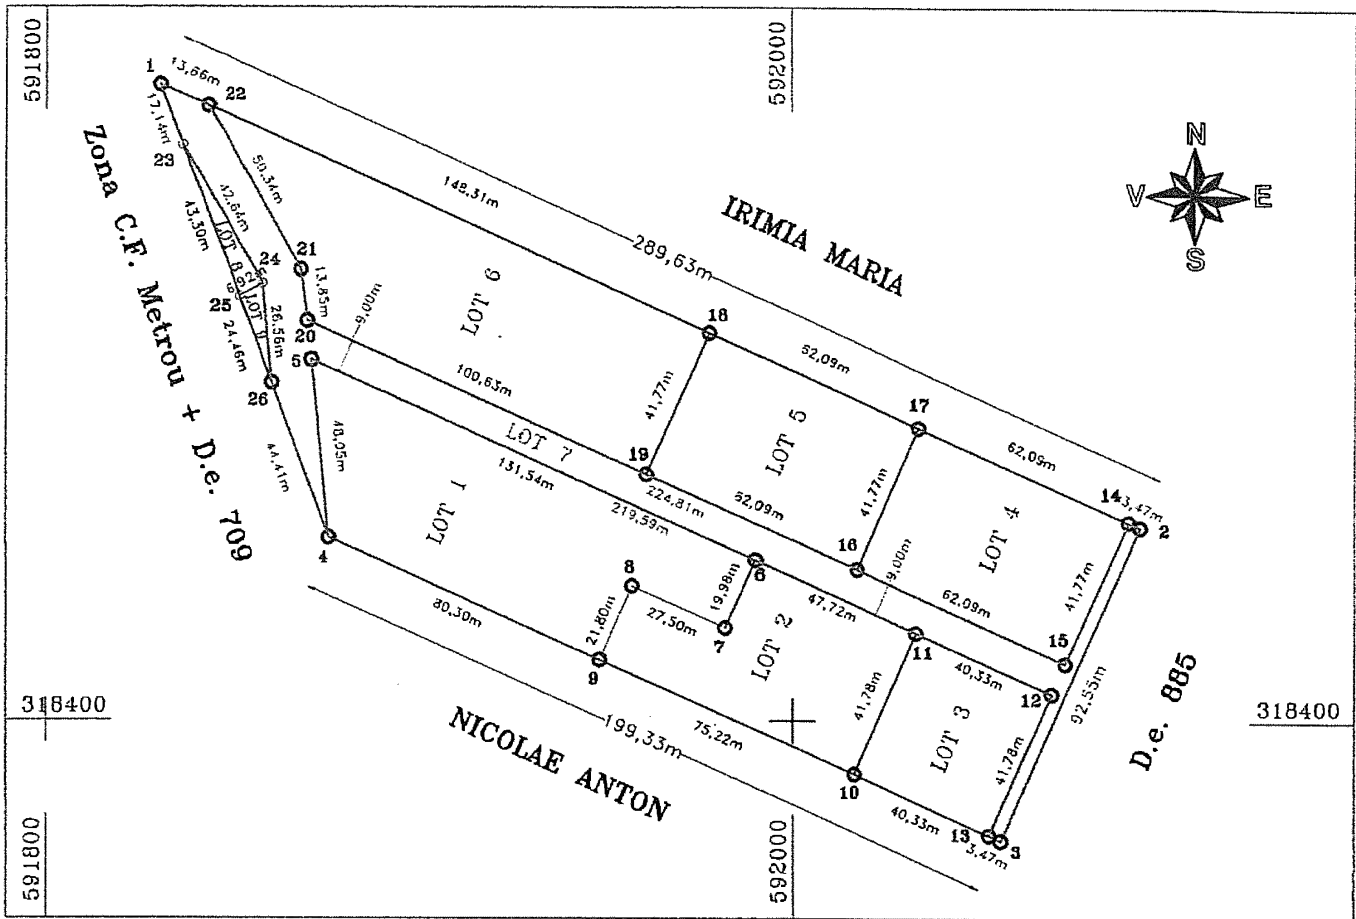 591800
592000
1
13,66m
22
17,14m
23
50,34m
148,31m
IRIMIA MARIA
289,63m
N
V
E
S
Zona C.F. Metrou + D.e. 709
42,64m
43,30m
LOT 8
24
21
13,85m
25
LOT 9
26,56m
24,46m
26
20
5
9,00m
LOT 6
18
62,09m
100,63m
41,77m
LOT 5
17
62,09m
LOT 7
19
131,54m
224,81m
219,59m
62,09m
41,77m
LOT 4
14
3,47m
2
48,05m
44,41m
LOT 1
4
16
9,00m
6
41,77m
8
19,98m
47,72m
62,09m
80,30m
21,80m
27,50m
7
LOT 2
11
15
9
40,33m
12
92,55m
D.e. 885
318400
318400
NICOLAE ANTON
199,33m
75,22m
41,78m
LOT 3
41,78m
10
40,33m
13
3
3,47m
591800
592000